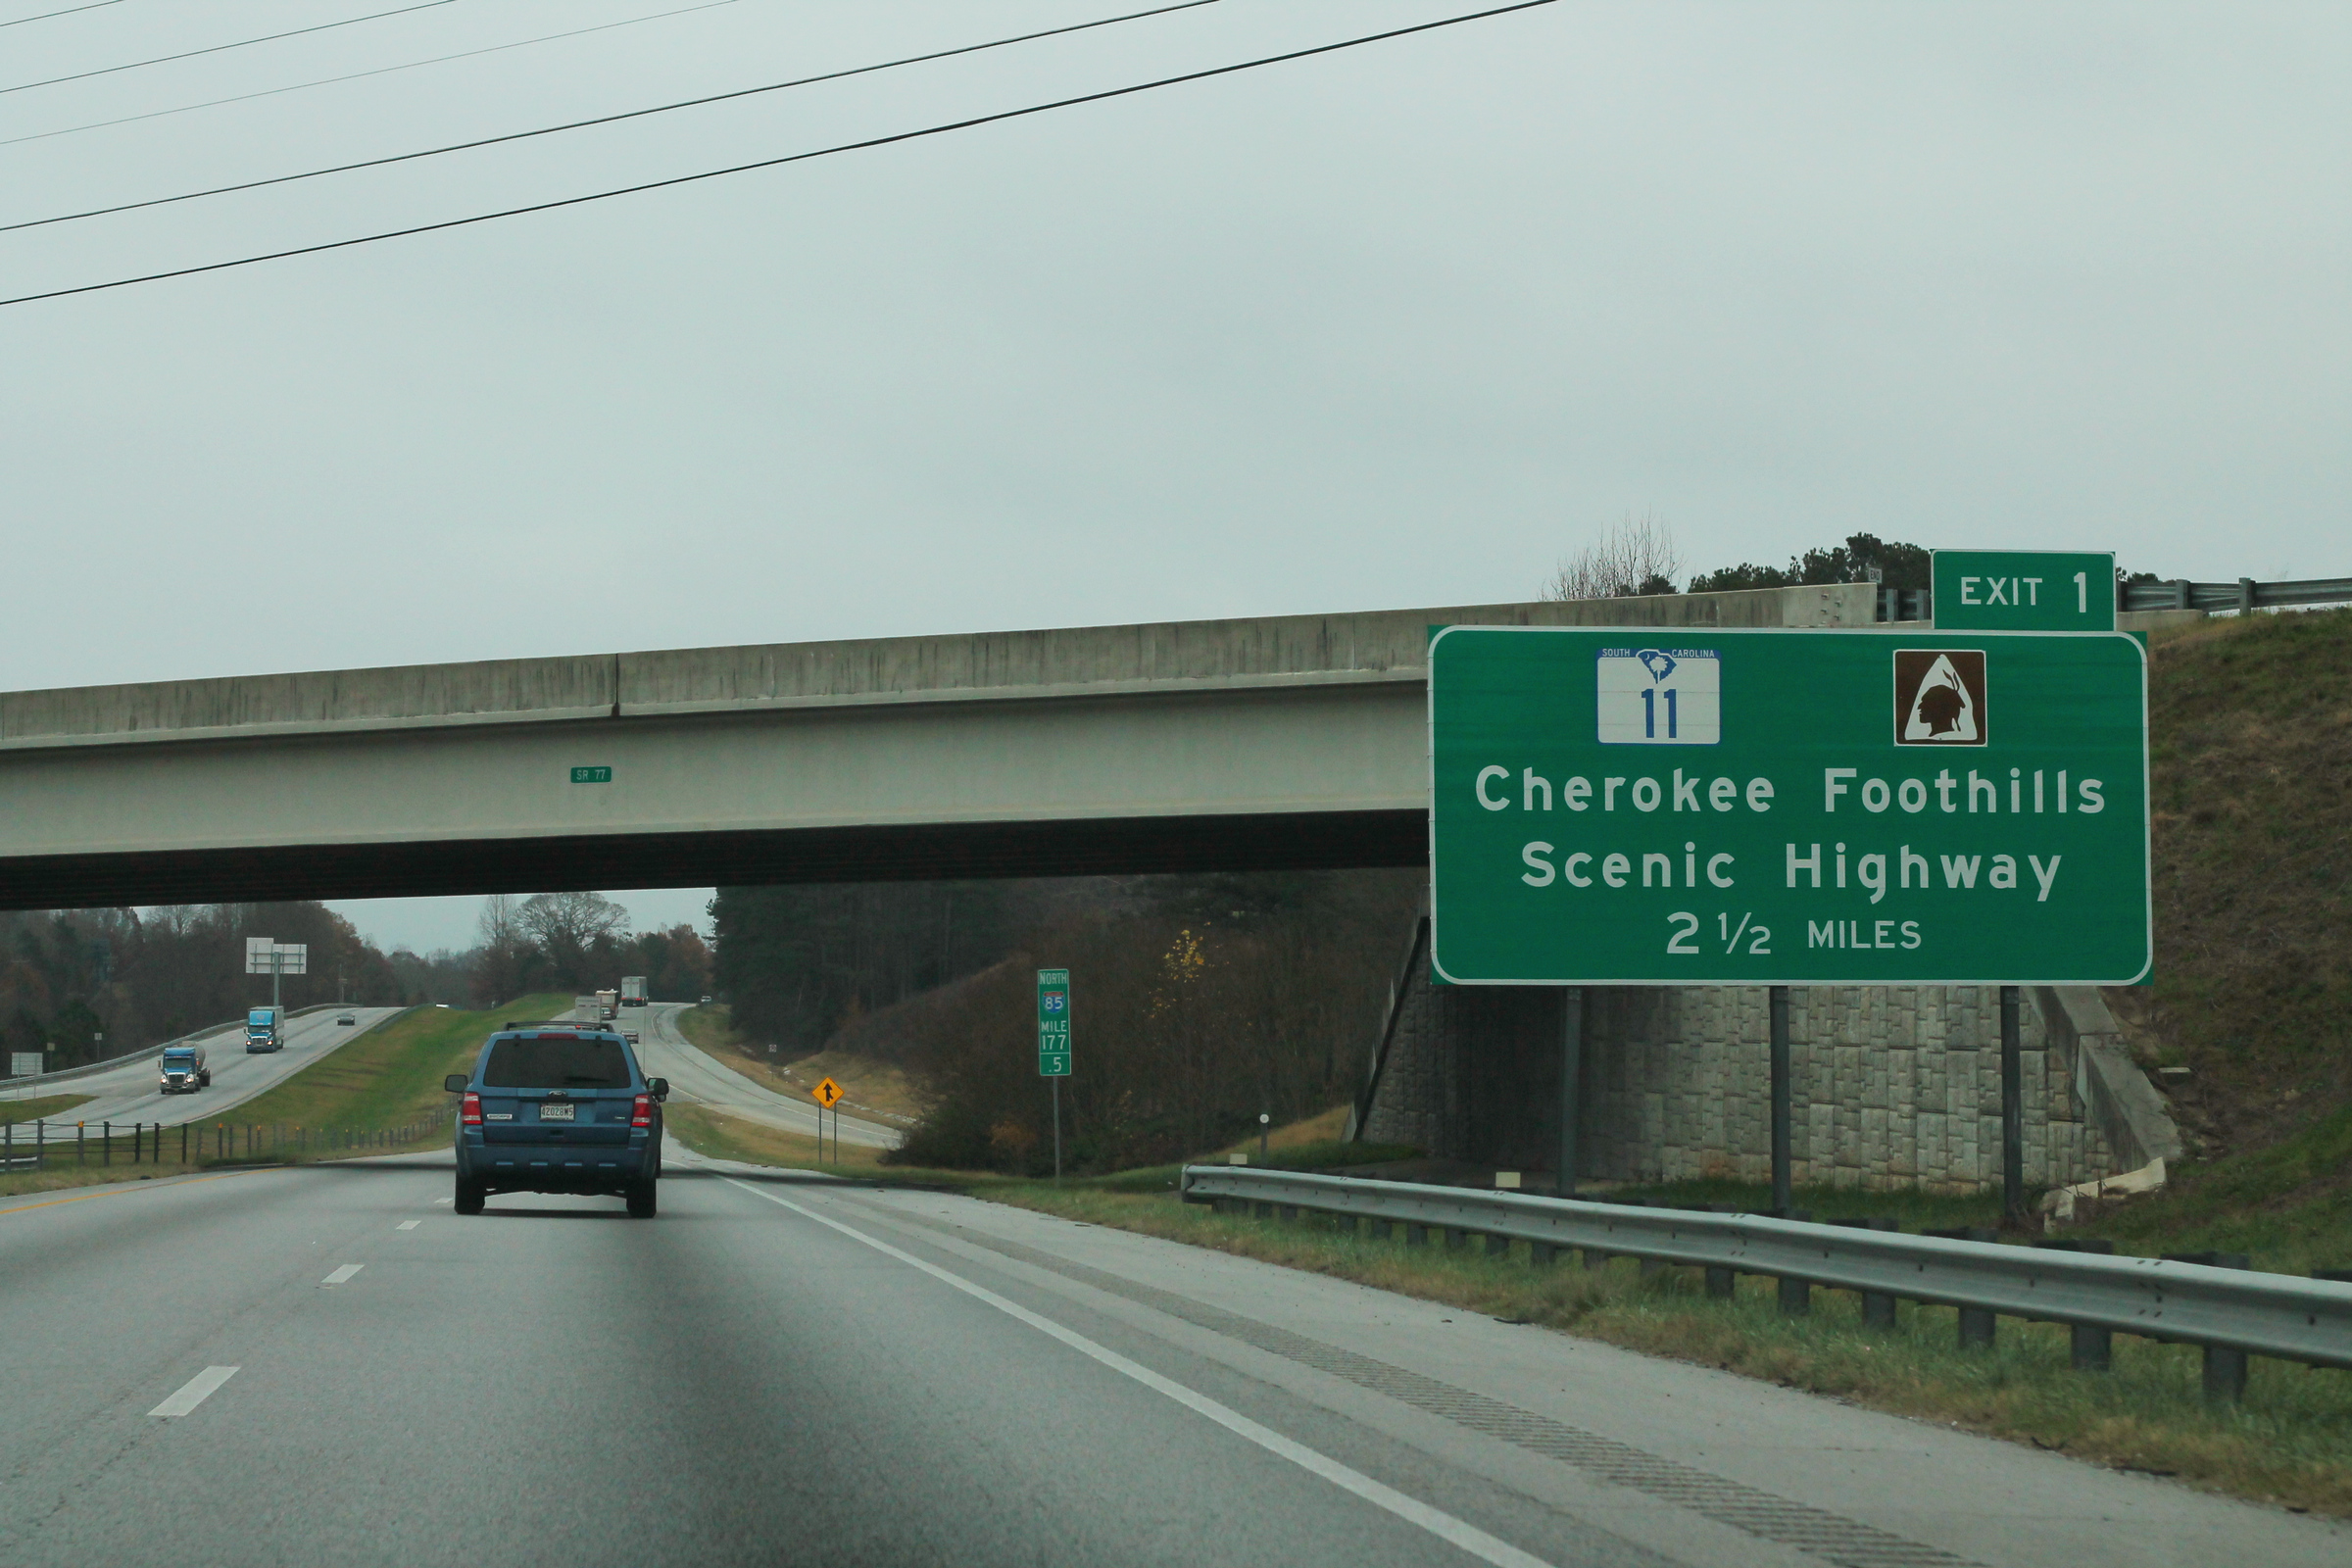 EXIT 1
SOUTH CAROLINA
11
Cherokee Foothills
Scenic Highway
2 1/2 MILES
SR 77
NORTH
85
MILE
177
.5